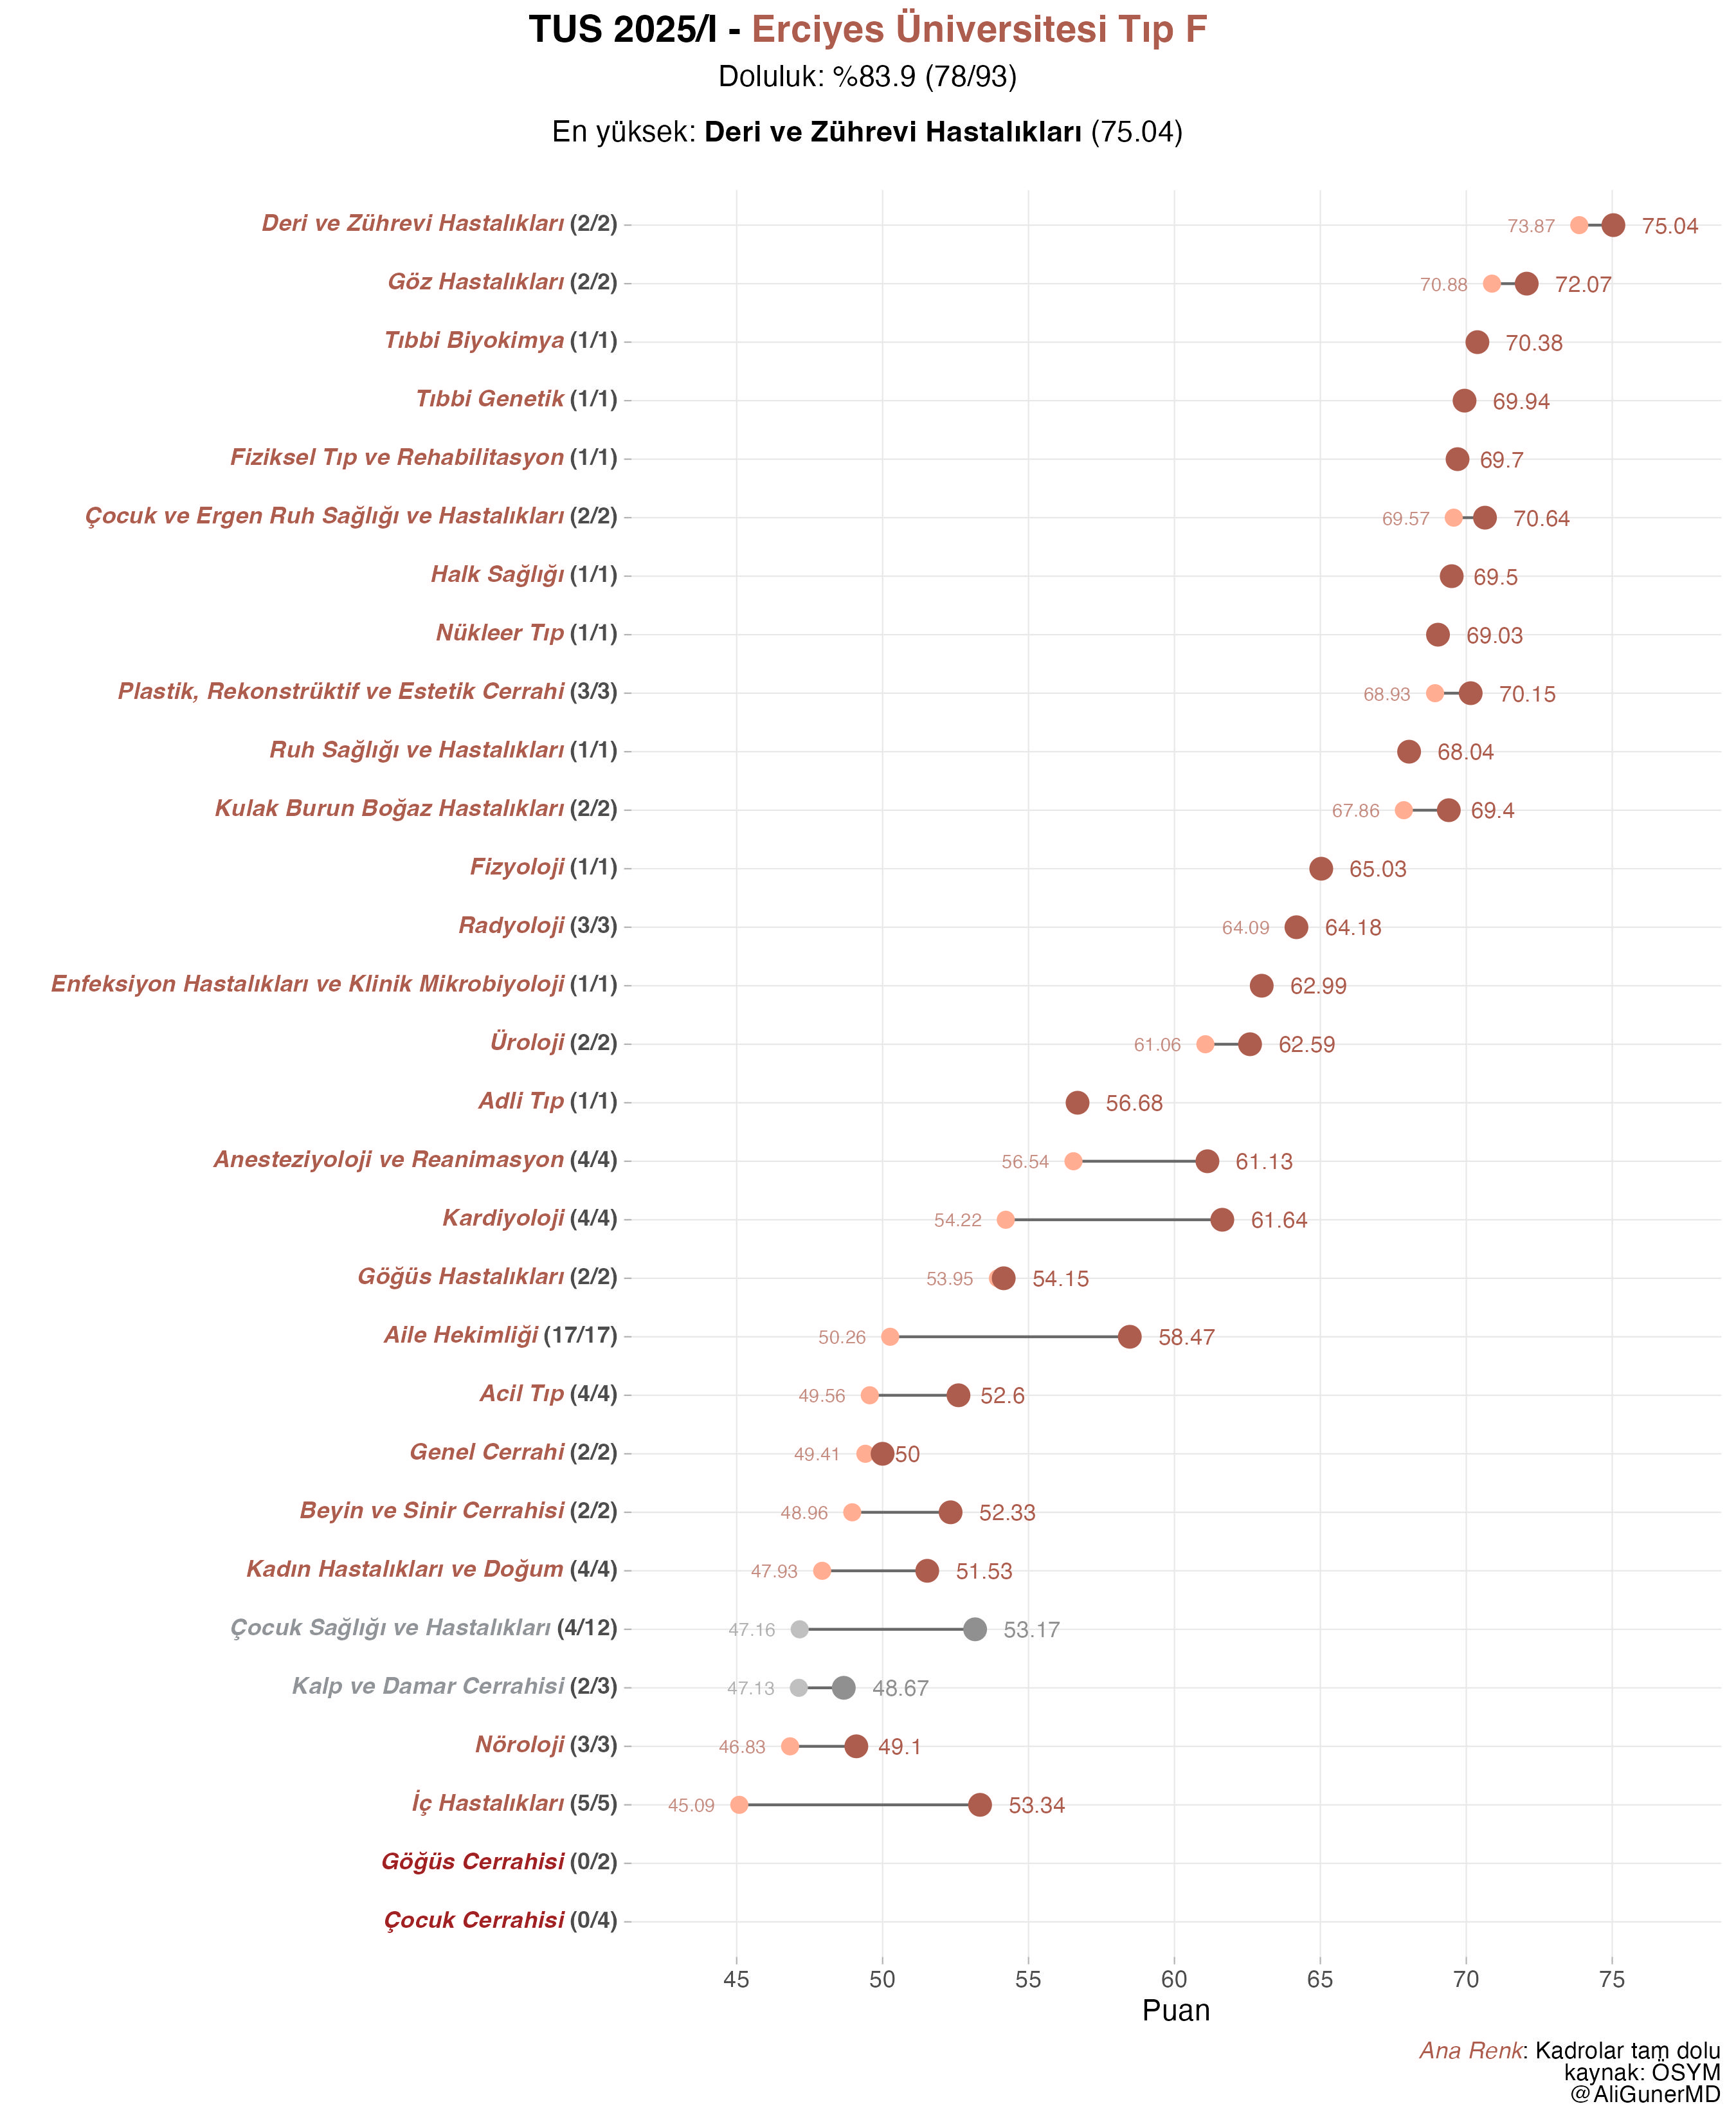 TUS 2025/I - Erciyes Üniversitesi Tıp F
Doluluk: %83.9 (78/93)
En yüksek: Deri ve Zührevi Hastalıkları (75.04)
Deri ve Zührevi Hastalıkları (2/2) 73.87 75.04
Göz Hastalıkları (2/2) 70.88 72.07
Tıbbi Biyokimya (1/1) 70.38
Tıbbi Genetik (1/1) 69.94
Fiziksel Tıp ve Rehabilitasyon (1/1) 69.7
Çocuk ve Ergen Ruh Sağlığı ve Hastalıkları (2/2) 69.57 70.64
Halk Sağlığı (1/1) 69.5
Nükleer Tıp (1/1) 69.03
Plastik, Rekonstrüktif ve Estetik Cerrahi (3/3) 68.93 70.15
Ruh Sağlığı ve Hastalıkları (1/1) 68.04
Kulak Burun Boğaz Hastalıkları (2/2) 67.86 69.4
Fizyoloji (1/1) 65.03
Radyoloji (3/3) 64.09 64.18
Enfeksiyon Hastalıkları ve Klinik Mikrobiyoloji (1/1) 62.99
Üroloji (2/2) 61.06 62.59
Adli Tıp (1/1) 56.68
Anesteziyoloji ve Reanimasyon (4/4) 56.54 61.13
Kardiyoloji (4/4) 54.22 61.64
Göğüs Hastalıkları (2/2) 53.95 54.15
Aile Hekimliği (17/17) 50.26 58.47
Acil Tıp (4/4) 49.56 52.6
Genel Cerrahi (2/2) 49.41 50
Beyin ve Sinir Cerrahisi (2/2) 48.96 52.33
Kadın Hastalıkları ve Doğum (4/4) 47.93 51.53
Çocuk Sağlığı ve Hastalıkları (4/12) 47.16 53.17
Kalp ve Damar Cerrahisi (2/3) 47.13 48.67
Nöroloji (3/3) 46.83 49.1
İç Hastalıkları (5/5) 45.09 53.34
Göğüs Cerrahisi (0/2)
Çocuk Cerrahisi (0/4)
45 50 55 60 65 70 75
Puan
Ana Renk: Kadrolar tam dolu
kaynak: ÖSYM
@AliGunerMD